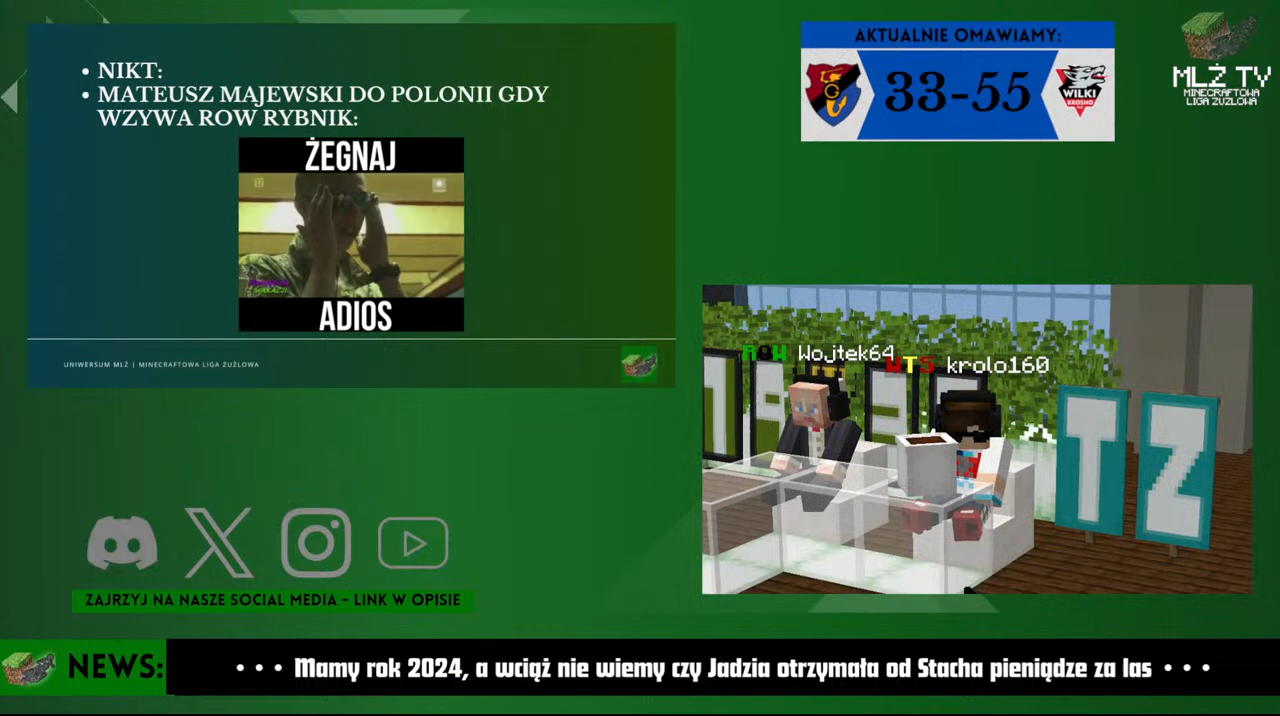 NIKT:
MATEUSZ MAJEWSKI DO POLONII GDY
WZYWA ROW RYBNIK:
ŻEGNAJ
ADIOS
UNIWERSUM MLŻ | MINECRAFTOWA LIGA ŻUŻLOWA
AKTUALNIE OMAWIAMY:
33-55
WILKI
KROSNO
MLŻ TV
MINECRAFTOWA
LIGA ŻUŻLOWA
ROW Wojtek64
WTS krolo160
T Z
ZAJRZYJ NA NASZE SOCIAL MEDIA - LINK W OPISIE
NEWS:
• • • Mamy rok 2024, a wciąż nie wiemy czy Jadzia otrzymała od Stacha pieniądze za las • • •